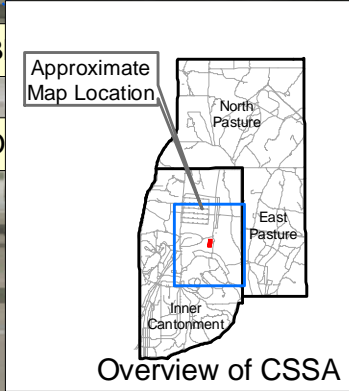 Approximate
Map Location
North
Pasture
East
Pasture
Inner
Cantonment
Overview of CSSA